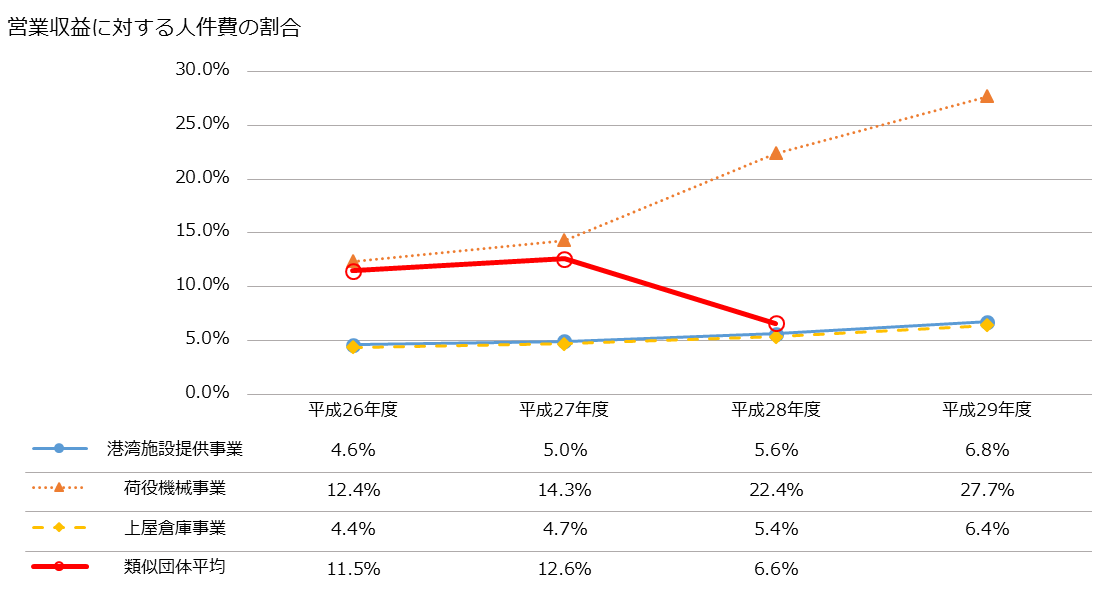 営業収益に対する人件費の割合
30.0%
25.0%
20.0%
15.0%
10.0%
5.0%
0.0%
平成26年度 平成27年度 平成28年度 平成29年度
港湾施設提供事業 4.6% 5.0% 5.6% 6.8%
荷役機械事業 12.4% 14.3% 22.4% 27.7%
上屋倉庫事業 4.4% 4.7% 5.4% 6.4%
類似団体平均 11.5% 12.6% 6.6%